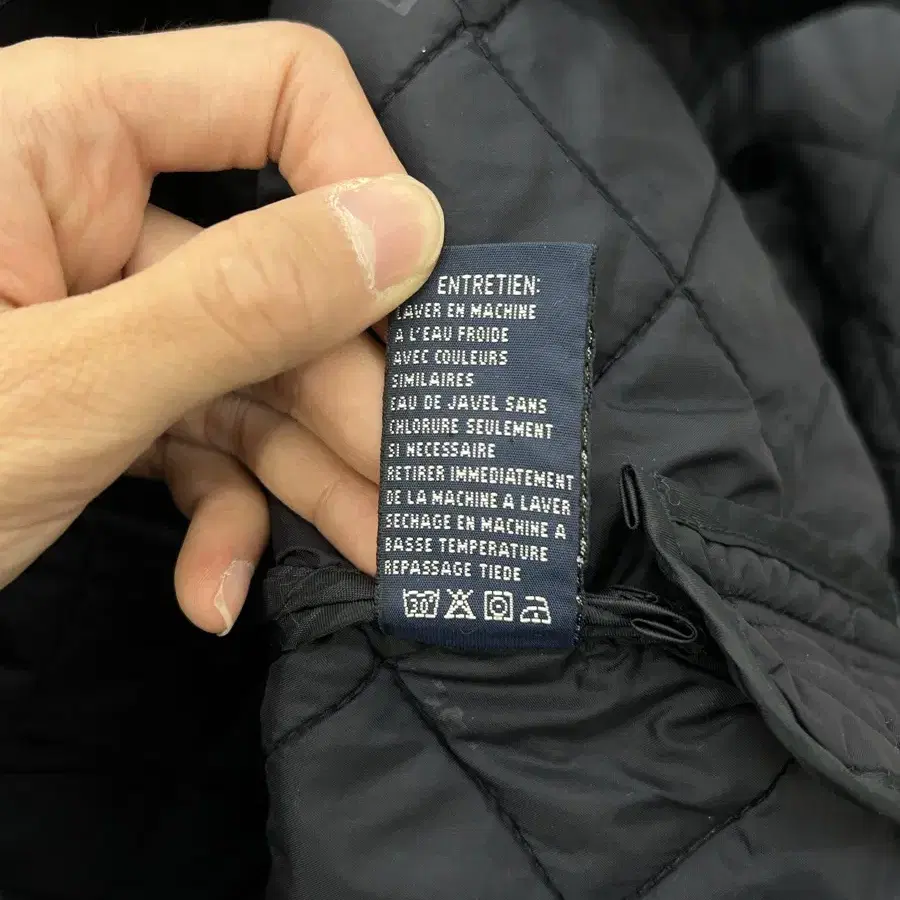 ENTRETIEN:
LAVER EN MACHINE
A L'EAU FROIDE
AVEC COULEURS
SIMILAIRES
EAU DE JAVEL SANS
CHLORURE SEULEMENT
SI NECESSAIRE
RETIRER IMMEDIATEMENT
DE LA MACHINE A LAVER
SECHAGE EN MACHINE A
BASSE TEMPERATURE
REPASSAGE TIEDE
30